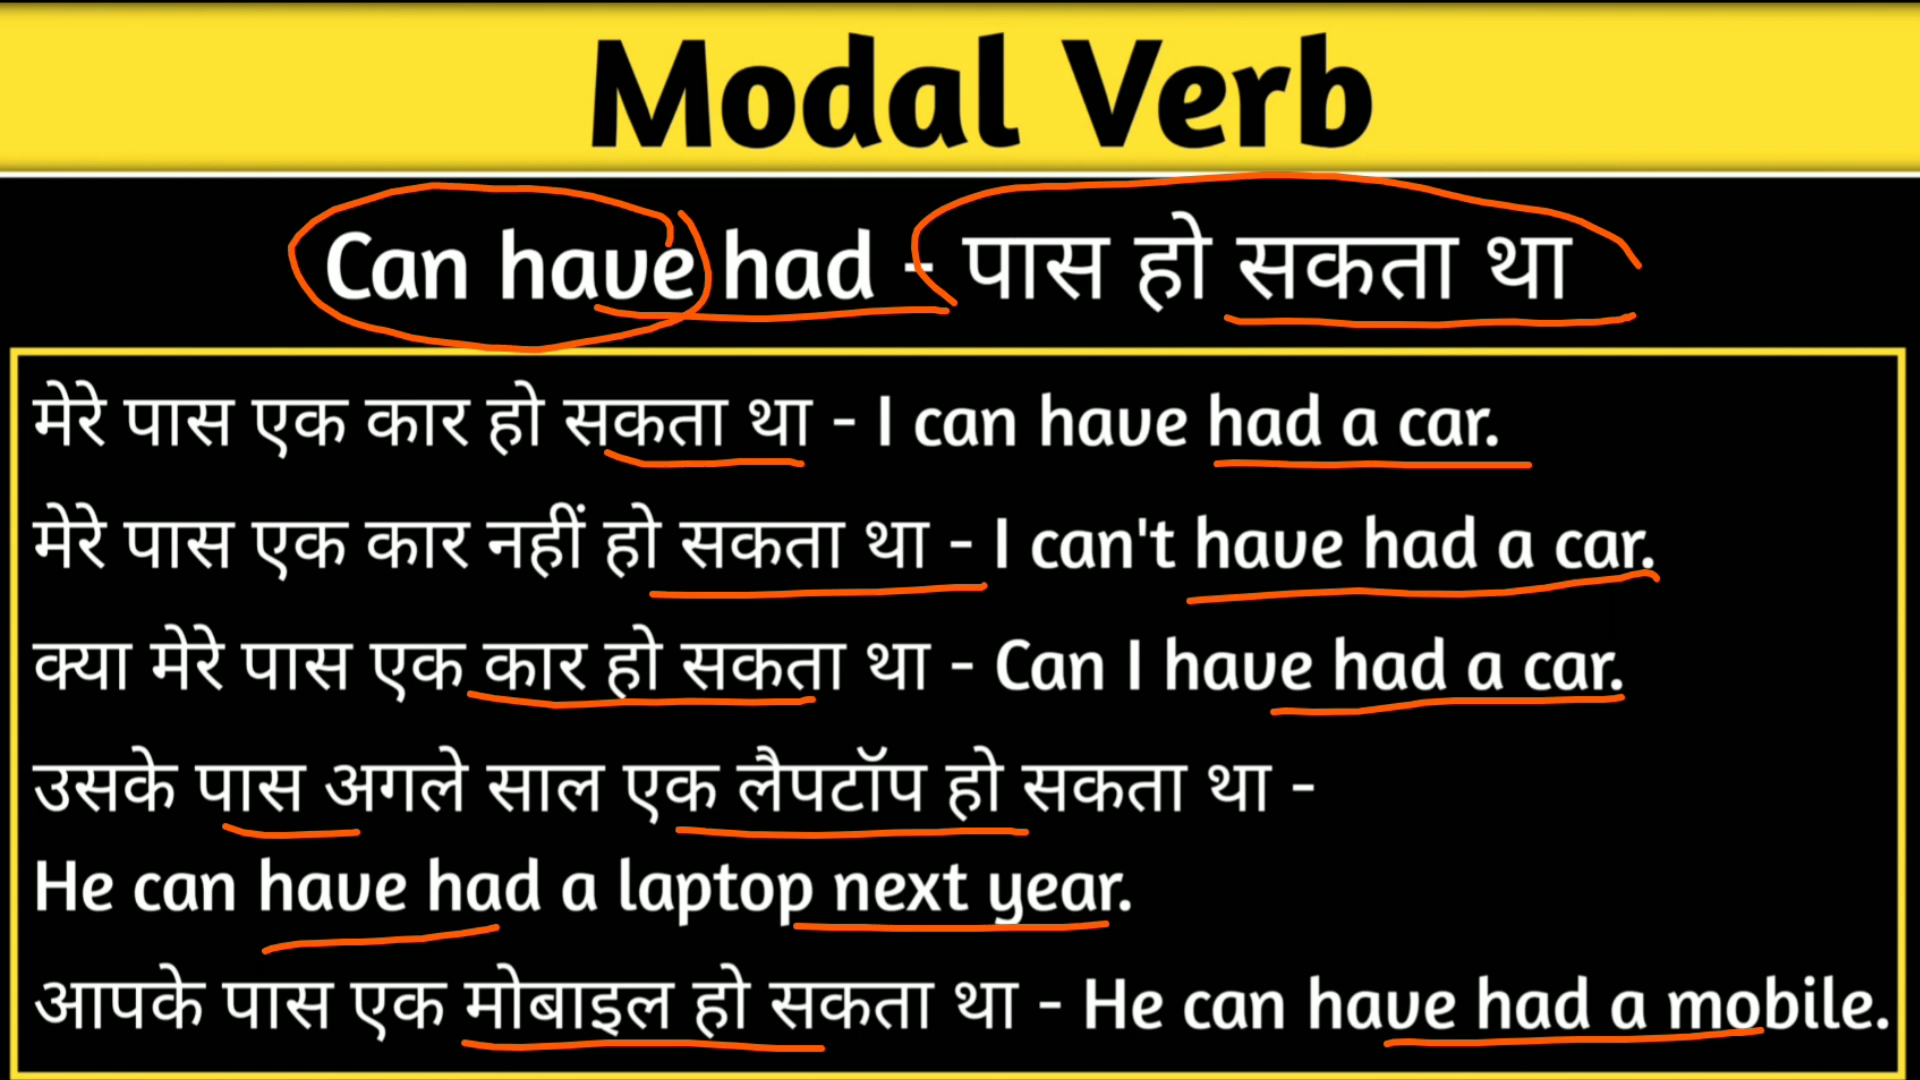 Modal Verb
Can have had - पास हो सकता था
मेरे पास एक कार हो सकता था - I can have had a car.
मेरे पास एक कार नहीं हो सकता था - I can't have had a car.
क्या मेरे पास एक कार हो सकता था - Can I have had a car.
उसके पास अगले साल एक लैपटॉप हो सकता था -
He can have had a laptop next year.
आपके पास एक मोबाइल हो सकता था - He can have had a mobile.